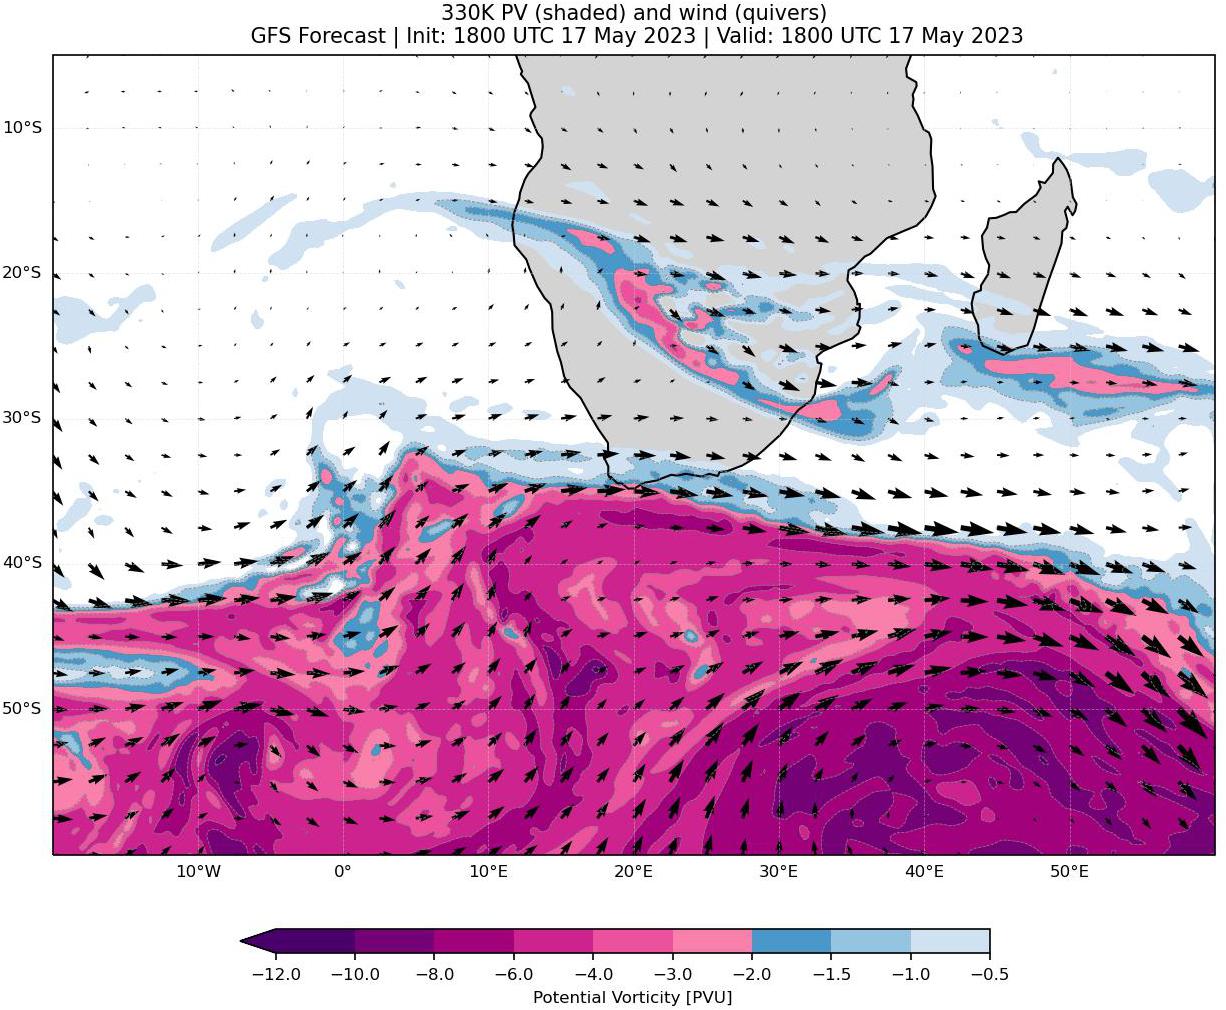 330K PV (shaded) and wind (quivers)
GFS Forecast | Init: 1800 UTC 17 May 2023 | Valid: 1800 UTC 17 May 2023
10°S
20°S
30°S
40°S
50°S
10°W 0° 10°E 20°E 30°E 40°E 50°E
−12.0 −10.0 −8.0 −6.0 −4.0 −3.0 −2.0 −1.5 −1.0 −0.5
Potential Vorticity [PVU]